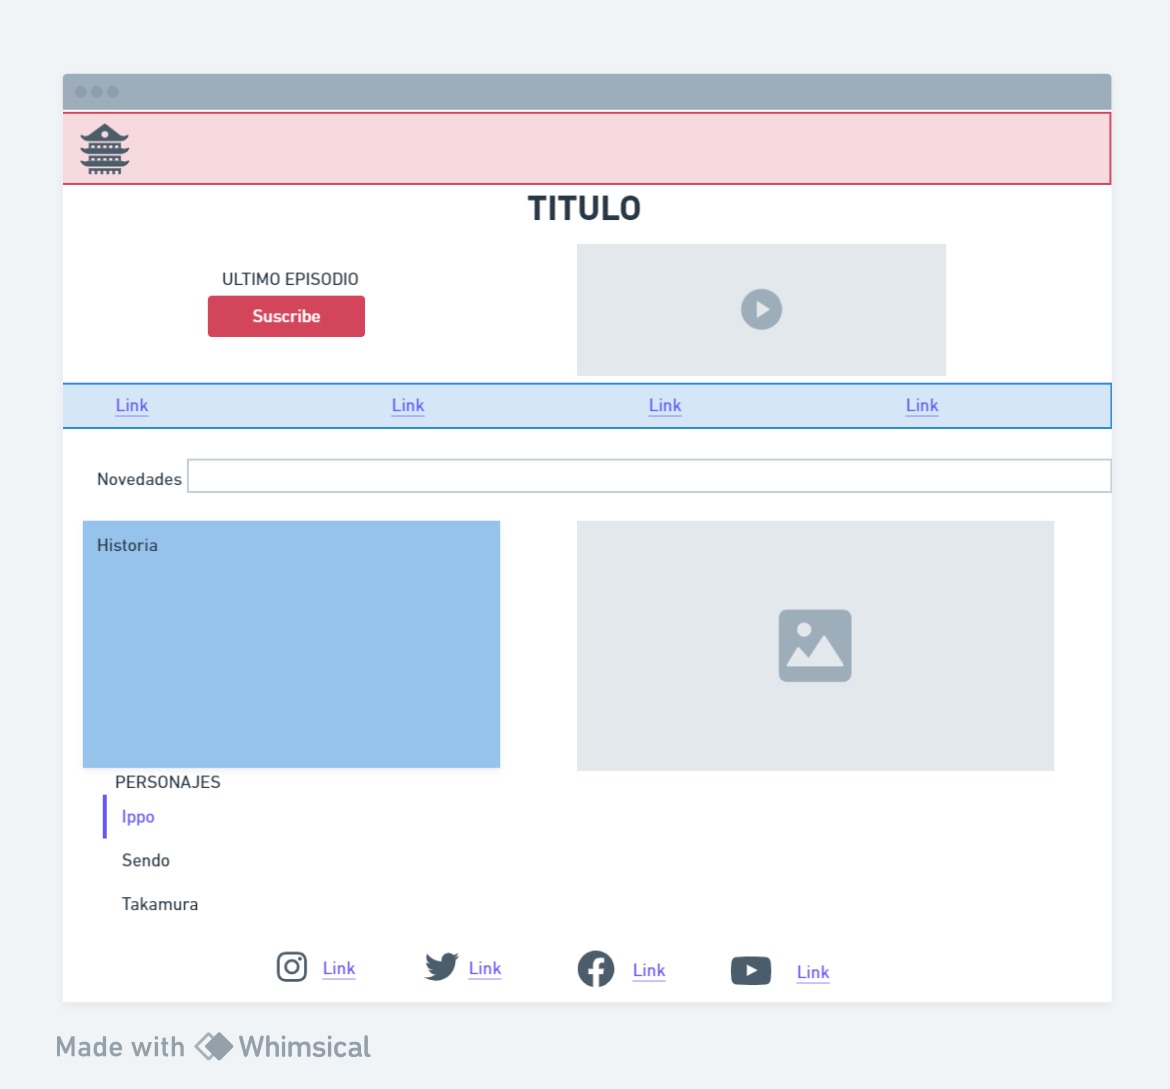 TITULO
ULTIMO EPISODIO
Suscribe
Link Link Link Link
Novedades
Historia
PERSONAJES
Ippo
Sendo
Takamura
Link Link Link Link
Made with Whimsical